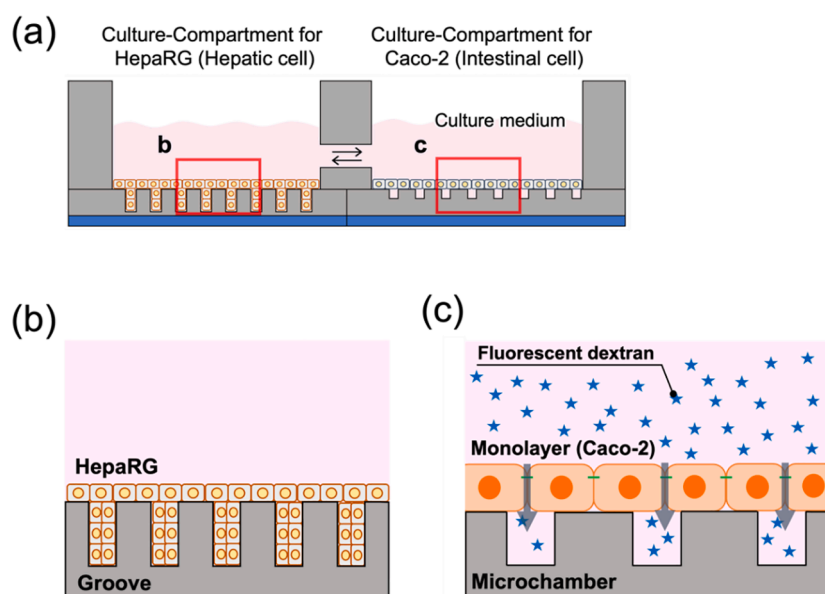 (a)
Culture-Compartment for
HepaRG (Hepatic cell)
Culture-Compartment for
Caco-2 (Intestinal cell)
Culture medium
b
c
(b)
HepaRG
Groove
(c)
Fluorescent dextran
Monolayer (Caco-2)
Microchamber